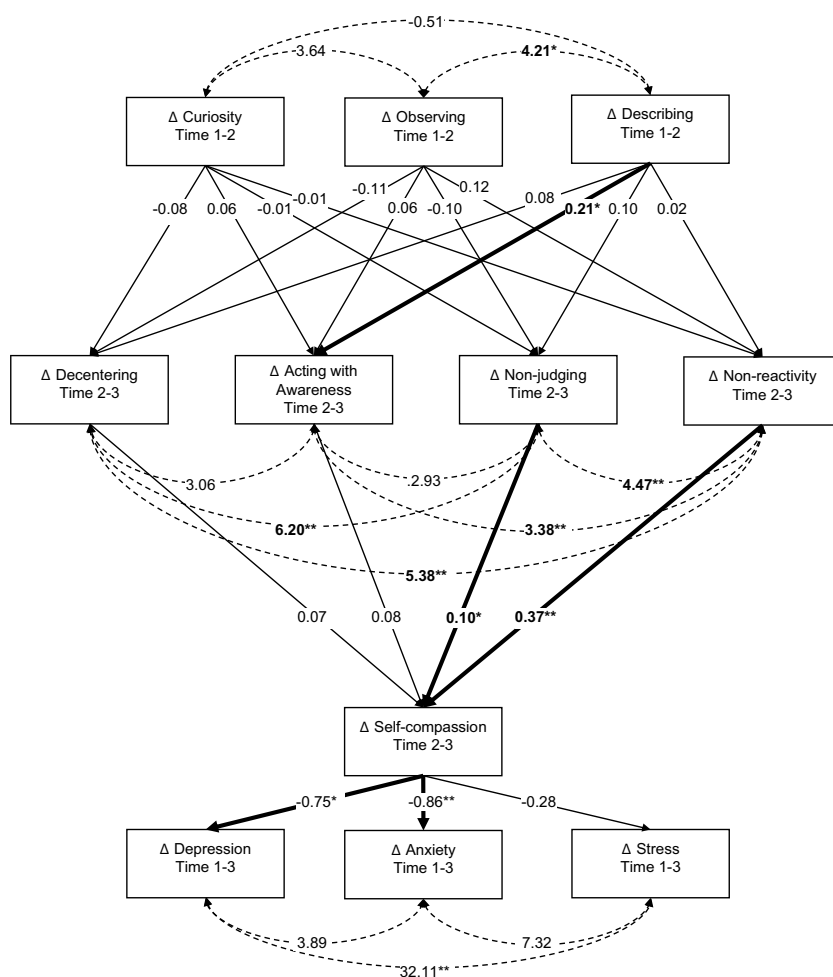 -0.51
3.64
4.21*
Δ Curiosity
Time 1-2
Δ Observing
Time 1-2
Δ Describing
Time 1-2
-0.08
0.06
-0.01
-0.01
-0.11
0.06
-0.10
0.12
0.08
0.21*
0.10
0.02
Δ Decentering
Time 2-3
Δ Acting with
Awareness
Time 2-3
Δ Non-judging
Time 2-3
Δ Non-reactivity
Time 2-3
3.06
.2.93
4.47**
6.20**
3.38**
5.38**
0.07
0.08
0.10*
0.37**
Δ Self-compassion
Time 2-3
-0.75*
-0.86**
-0.28
Δ Depression
Time 1-3
Δ Anxiety
Time 1-3
Δ Stress
Time 1-3
3.89
7.32
32.11**